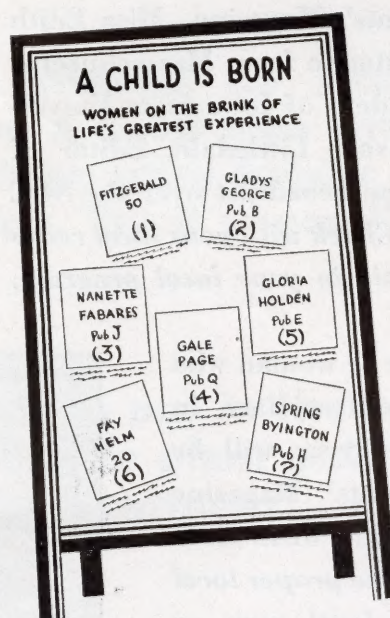 A CHILD IS BORN
WOMEN ON THE BRINK OF
LIFE'S GREATEST EXPERIENCE
FITZGERALD
50
(1)
GLADYS
GEORGE
Pub B
(2)
NANETTE
FABARES
Pub J
(3)
GALE
PAGE
Pub Q
(4)
GLORIA
HOLDEN
Pub E
(5)
FAY
HELM
20
(6)
SPRING
BYINGTON
Pub H
(7)